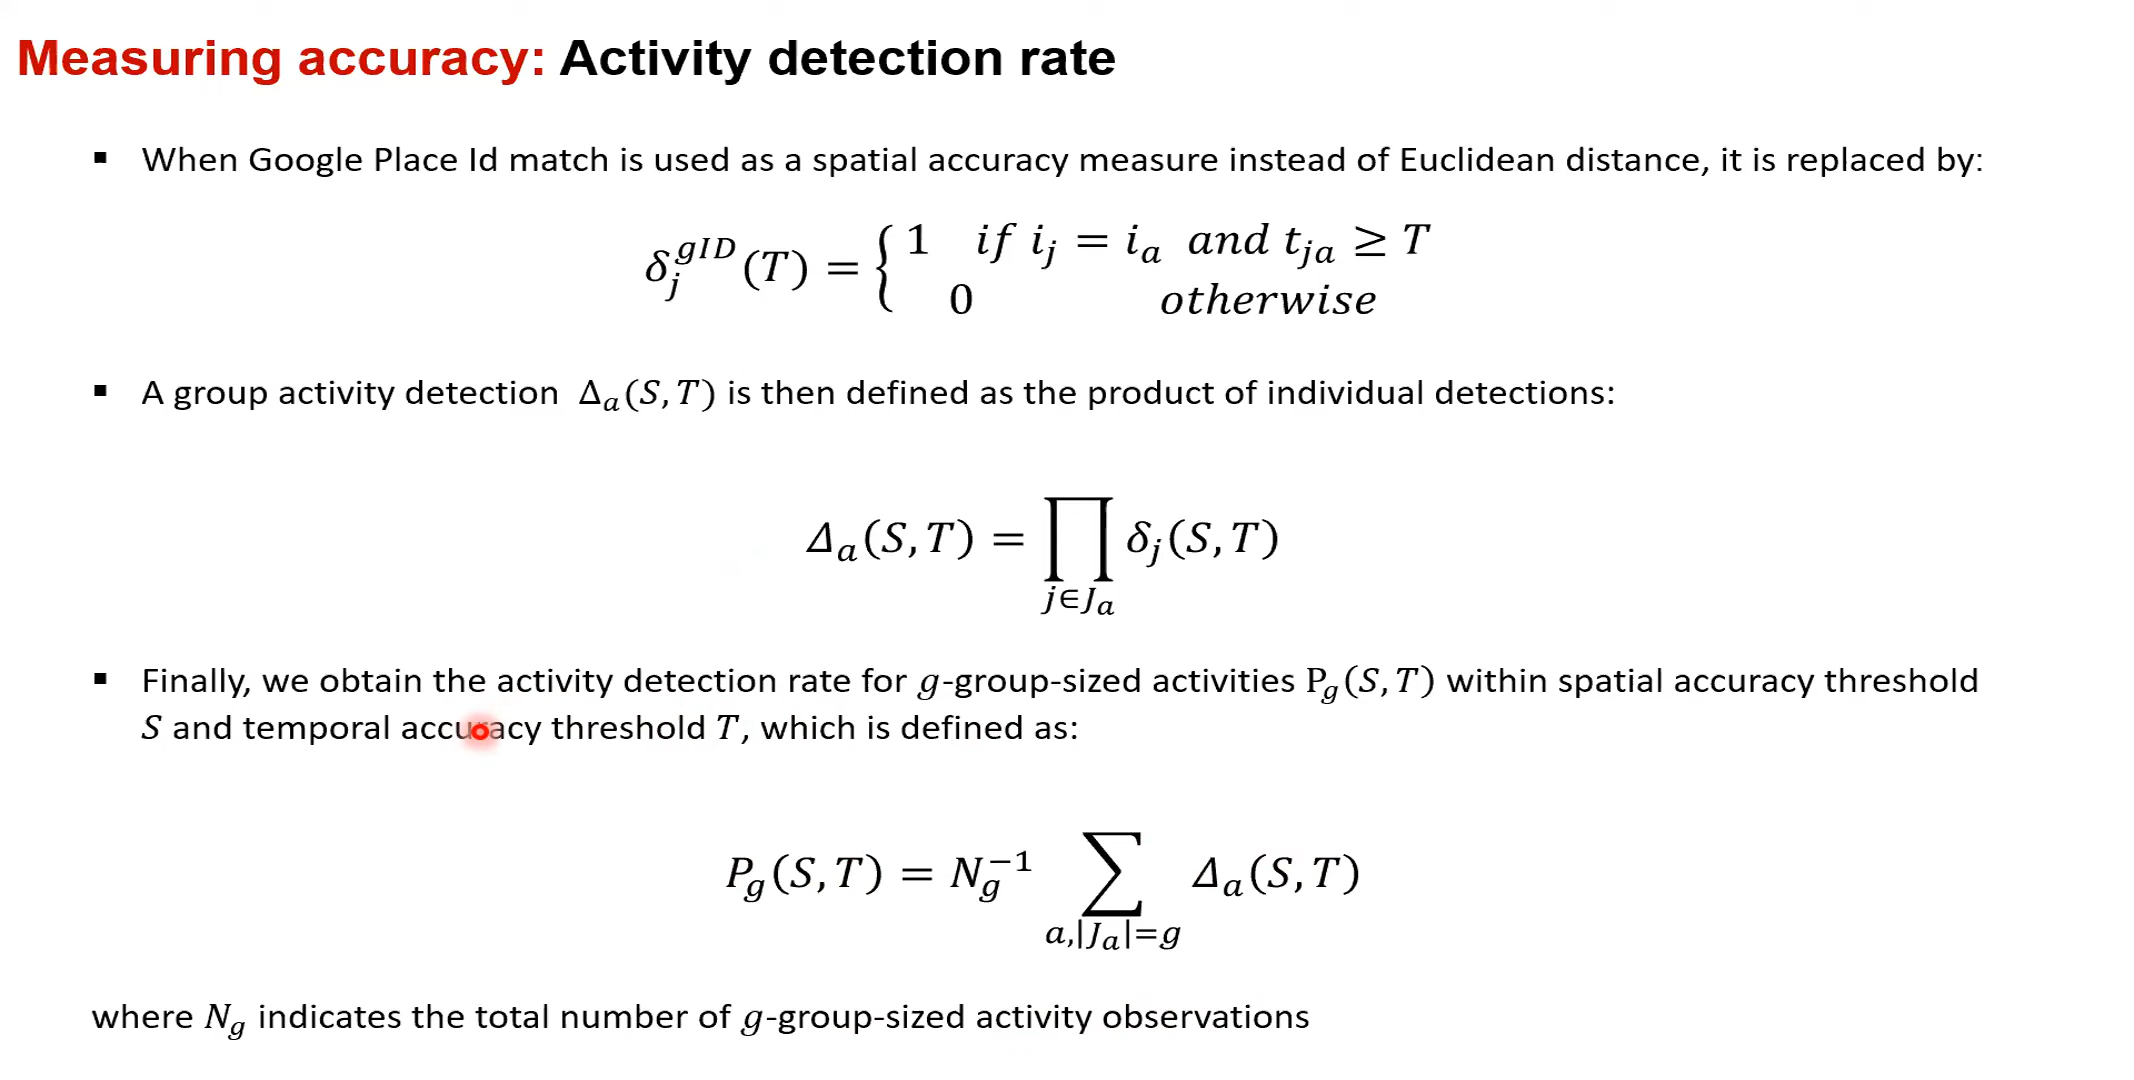 Measuring accuracy: Activity detection rate
▪ When Google Place Id match is used as a spatial accuracy measure instead of Euclidean distance, it is replaced by:
δ_j^{gID}(T) = { 1 if i_j = i_a and t_{ja} ≥ T
0 otherwise
▪ A group activity detection Δ_a(S, T) is then defined as the product of individual detections:
Δ_a(S, T) = ∏_{j∈J_a} δ_j(S, T)
▪ Finally, we obtain the activity detection rate for g-group-sized activities P_g(S, T) within spatial accuracy threshold
S and temporal accuracy threshold T, which is defined as:
P_g(S, T) = N_g^{-1} ∑_{a,|J_a|=g} Δ_a(S, T)
where N_g indicates the total number of g-group-sized activity observations